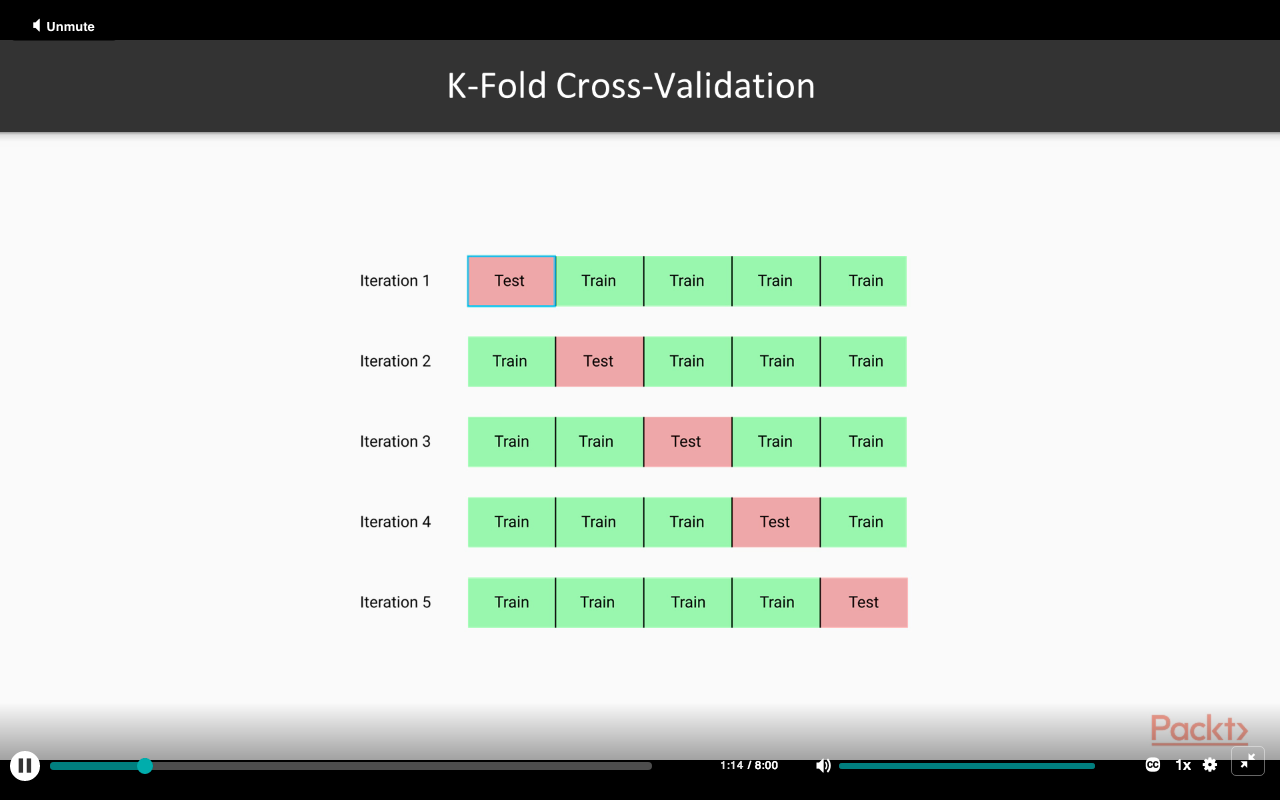 Unmute
K-Fold Cross-Validation
Iteration 1 Test Train Train Train Train
Iteration 2 Train Test Train Train Train
Iteration 3 Train Train Test Train Train
Iteration 4 Train Train Train Test Train
Iteration 5 Train Train Train Train Test
Packt>
1:14 / 8:00 CC 1x